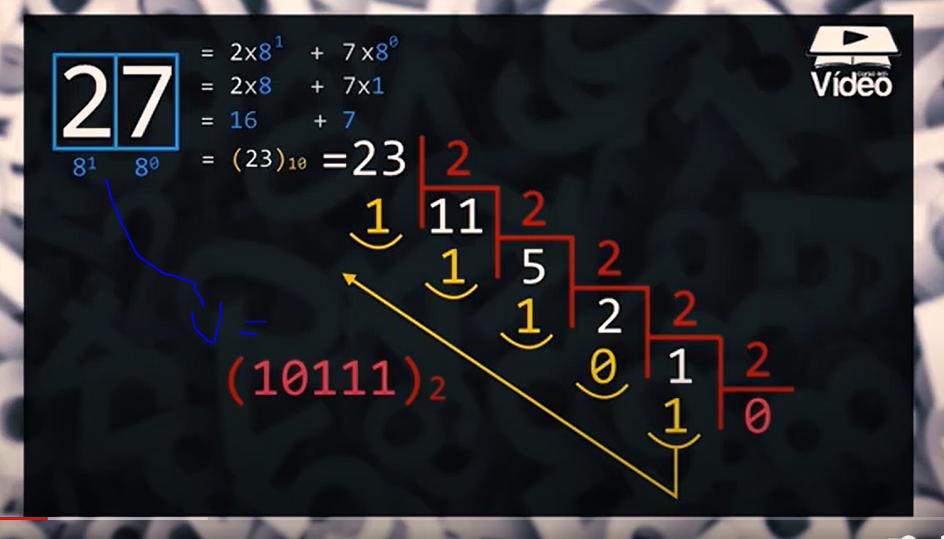 27
8¹ 8⁰
= 2x8¹ + 7x8⁰
= 2x8 + 7x1
= 16 + 7
= (23)₁₀ =23 2
1 11 2
1 5 2
1 2 2
0 1 2
1 0
=
(10111)₂
curso em
Vídeo